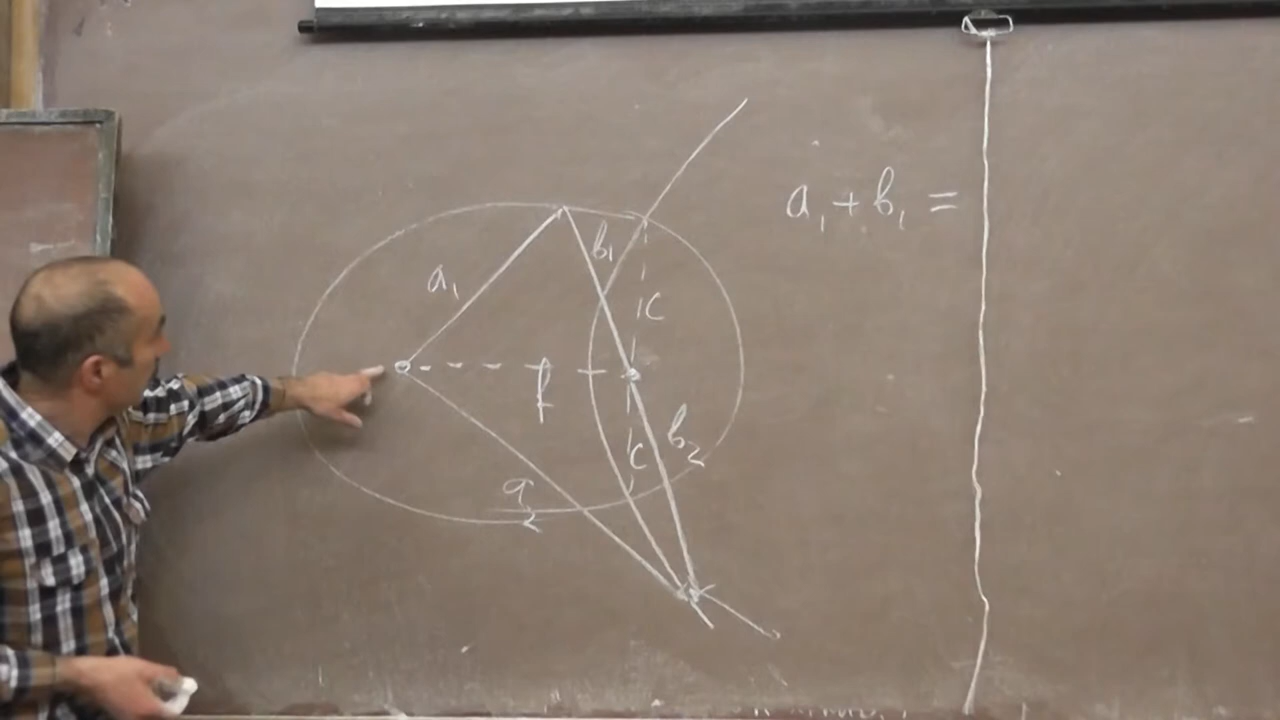 a₁ + b₁ =
a₁
b₁
c
f
b₂
c
a₂